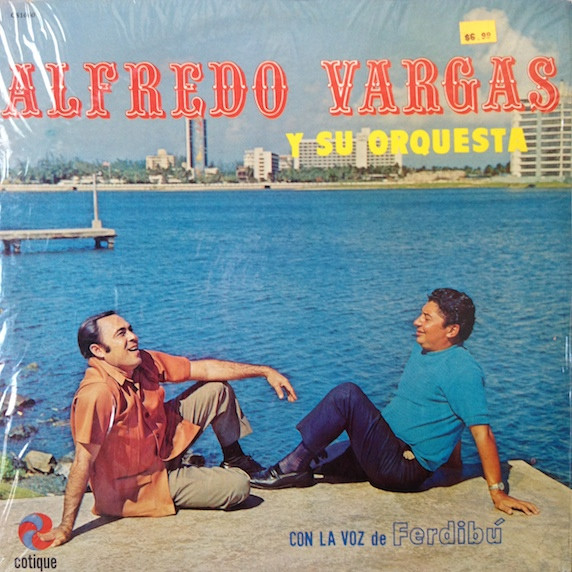 $6.99
ALFREDO VARGAS
Y SU ORQUESTA
CON LA VOZ de Ferdibú
cotique